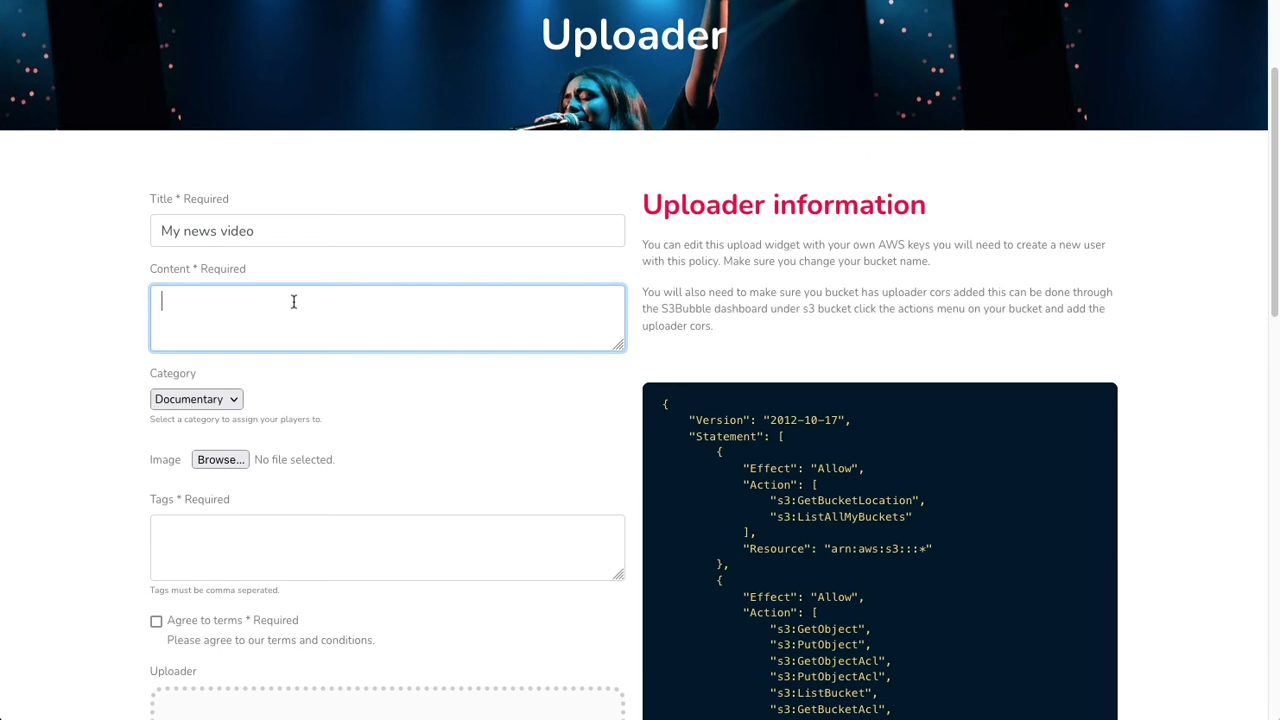 Uploader
Title * Required
My news video
Content * Required
Category
Documentary
Select a category to assign your players to.
Image Browse... No file selected.
Tags * Required
Tags must be comma seperated.
Agree to terms * Required
Please agree to our terms and conditions.
Uploader
Uploader information
You can edit this upload widget with your own AWS keys you will need to create a new user
with this policy. Make sure you change your bucket name.
You will also need to make sure you bucket has uploader cors added this can be done through
the S3Bubble dashboard under s3 bucket click the actions menu on your bucket and add the
uploader cors.
{
"Version": "2012-10-17",
"Statement": [
{
"Effect": "Allow",
"Action": [
"s3:GetBucketLocation",
"s3:ListAllMyBuckets"
],
"Resource": "arn:aws:s3:::*"
},
{
"Effect": "Allow",
"Action": [
"s3:GetObject",
"s3:PutObject",
"s3:GetObjectAcl",
"s3:PutObjectAcl",
"s3:ListBucket",
"s3:GetBucketAcl",